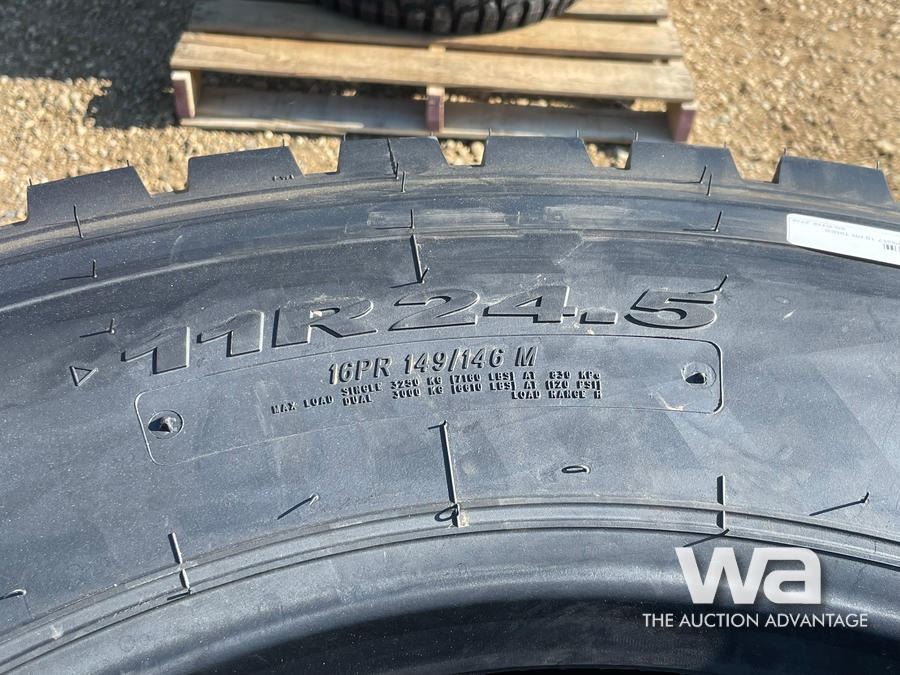 11R24.5
16PR 149/146 M
SINGLE 3250 KG [7160 LBS] AT 830 KPa
MAX LOAD DUAL 3000 KG [6610 LBS] AT [120 PSI]
LOAD RANGE H
wa
THE AUCTION ADVANTAGE